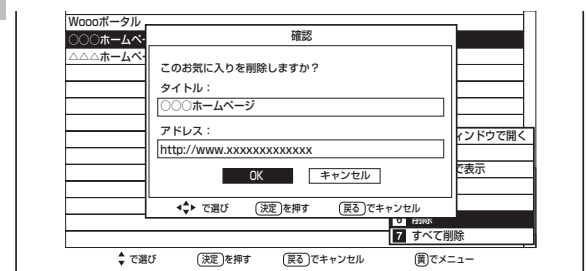 Woooポータル
○○○ホームペ
△△△ホームペ
確認
このお気に入りを削除しますか？
タイトル：
○○○ホームページ
アドレス：
http://www.xxxxxxxxxxxxx
OK キャンセル
で選び 決定を押す 戻るでキャンセル
ィンドウで開く
で表示
6 削除
7 すべて削除
で選び 決定を押す 戻るでキャンセル 黄でメニュー